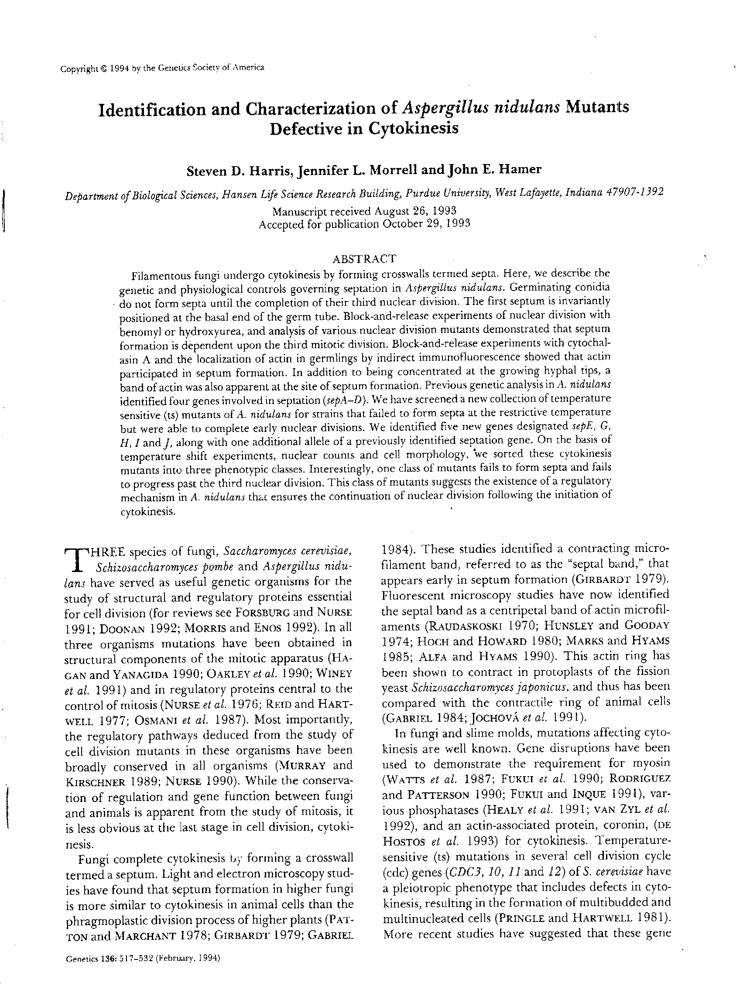 Copyright © 1994 by the Genetics Society of America
Identification and Characterization of Aspergillus nidulans Mutants
Defective in Cytokinesis
Steven D. Harris, Jennifer L. Morrell and John E. Hamer
Department of Biological Sciences, Hansen Life Science Research Building, Purdue University, West Lafayette, Indiana 47907-1392
Manuscript received August 26, 1993
Accepted for publication October 29, 1993
ABSTRACT
Filamentous fungi undergo cytokinesis by forming crosswalls termed septa. Here, we describe the
genetic and physiological controls governing septation in Aspergillus nidulans. Germinating conidia
do not form septa until the completion of their third nuclear division. The first septum is invariantly
positioned at the basal end of the germ tube. Block-and-release experiments of nuclear division with
benomyl or hydroxyurea, and analysis of various nuclear division mutants demonstrated that septum
formation is dependent upon the third mitotic division. Block-and-release experiments with cytochal-
asin A and the localization of actin in germlings by indirect immunofluorescence showed that actin
participated in septum formation. In addition to being concentrated at the growing hyphal tips, a
band of actin was also apparent at the site of septum formation. Previous genetic analysis in A. nidulans
identified four genes involved in septation (sepA–D). We have screened a new collection of temperature
sensitive (ts) mutants of A. nidulans for strains that failed to form septa at the restrictive temperature
but were able to complete early nuclear divisions. We identified five new genes designated sepE, G,
H, I and J, along with one additional allele of a previously identified septation gene. On the basis of
temperature shift experiments, nuclear counts and cell morphology, we sorted these cytokinesis
mutants into three phenotypic classes. Interestingly, one class of mutants fails to form septa and fails
to progress past the third nuclear division. This class of mutants suggests the existence of a regulatory
mechanism in A. nidulans that ensures the continuation of nuclear division following the initiation of
cytokinesis.
THREE species of fungi, Saccharomyces cerevisiae,
Schizosaccharomyces pombe and Aspergillus nidu-
lans have served as useful genetic organisms for the
study of structural and regulatory proteins essential
for cell division (for reviews see FORSBURG and NURSE
1991; DOONAN 1992; MORRIS and ENOS 1992). In all
three organisms mutations have been obtained in
structural components of the mitotic apparatus (HA-
GAN and YANAGIDA 1990; OAKLEY et al. 1990; WINEY
et al. 1991) and in regulatory proteins central to the
control of mitosis (NURSE et al. 1976; REID and HART-
WELL 1977; OSMANI et al. 1987). Most importantly,
the regulatory pathways deduced from the study of
cell division mutants in these organisms have been
broadly conserved in all organisms (MURRAY and
KIRSCHNER 1989; NURSE 1990). While the conserva-
tion of regulation and gene function between fungi
and animals is apparent from the study of mitosis, it
is less obvious at the last stage in cell division, cytoki-
nesis.
Fungi complete cytokinesis by forming a crosswall
termed a septum. Light and electron microscopy stud-
ies have found that septum formation in higher fungi
is more similar to cytokinesis in animal cells than the
phragmoplastic division process of higher plants (PAT-
TON and MARCHANT 1978; GIRBARDT 1979; GABRIEL
1984). These studies identified a contracting micro-
filament band, referred to as the “septal band,” that
appears early in septum formation (GIRBARDT 1979).
Fluorescent microscopy studies have now identified
the septal band as a centripetal band of actin microfil-
aments (RAUDASKOSKI 1970; HUNSLEY and GOODAY
1974; HOCH and HOWARD 1980; MARKS and HYAMS
1985; ALFA and HYAMS 1990). This actin ring has
been shown to contract in protoplasts of the fission
yeast Schizosaccharomyces japonicus, and thus has been
compared with the contractile ring of animal cells
(GABRIEL 1984; JOCHOVÁ et al. 1991).
In fungi and slime molds, mutations affecting cyto-
kinesis are well known. Gene disruptions have been
used to demonstrate the requirement for myosin
(WATTS et al. 1987; FUKUI et al. 1990; RODRIGUEZ
and PATTERSON 1990; FUKUI and INQUE 1991), var-
ious phosphatases (HEALY et al. 1991; VAN ZYL et al.
1992), and an actin-associated protein, coronin, (DE
HOSTOS et al. 1993) for cytokinesis. Temperature-
sensitive (ts) mutations in several cell division cycle
(cdc) genes (CDC3, 10, 11 and 12) of S. cerevisiae have
a pleiotropic phenotype that includes defects in cyto-
kinesis, resulting in the formation of multibudded and
multinucleated cells (PRINGLE and HARTWELL 1981).
More recent studies have suggested that these gene
Genetics 136: 517–532 (February, 1994)